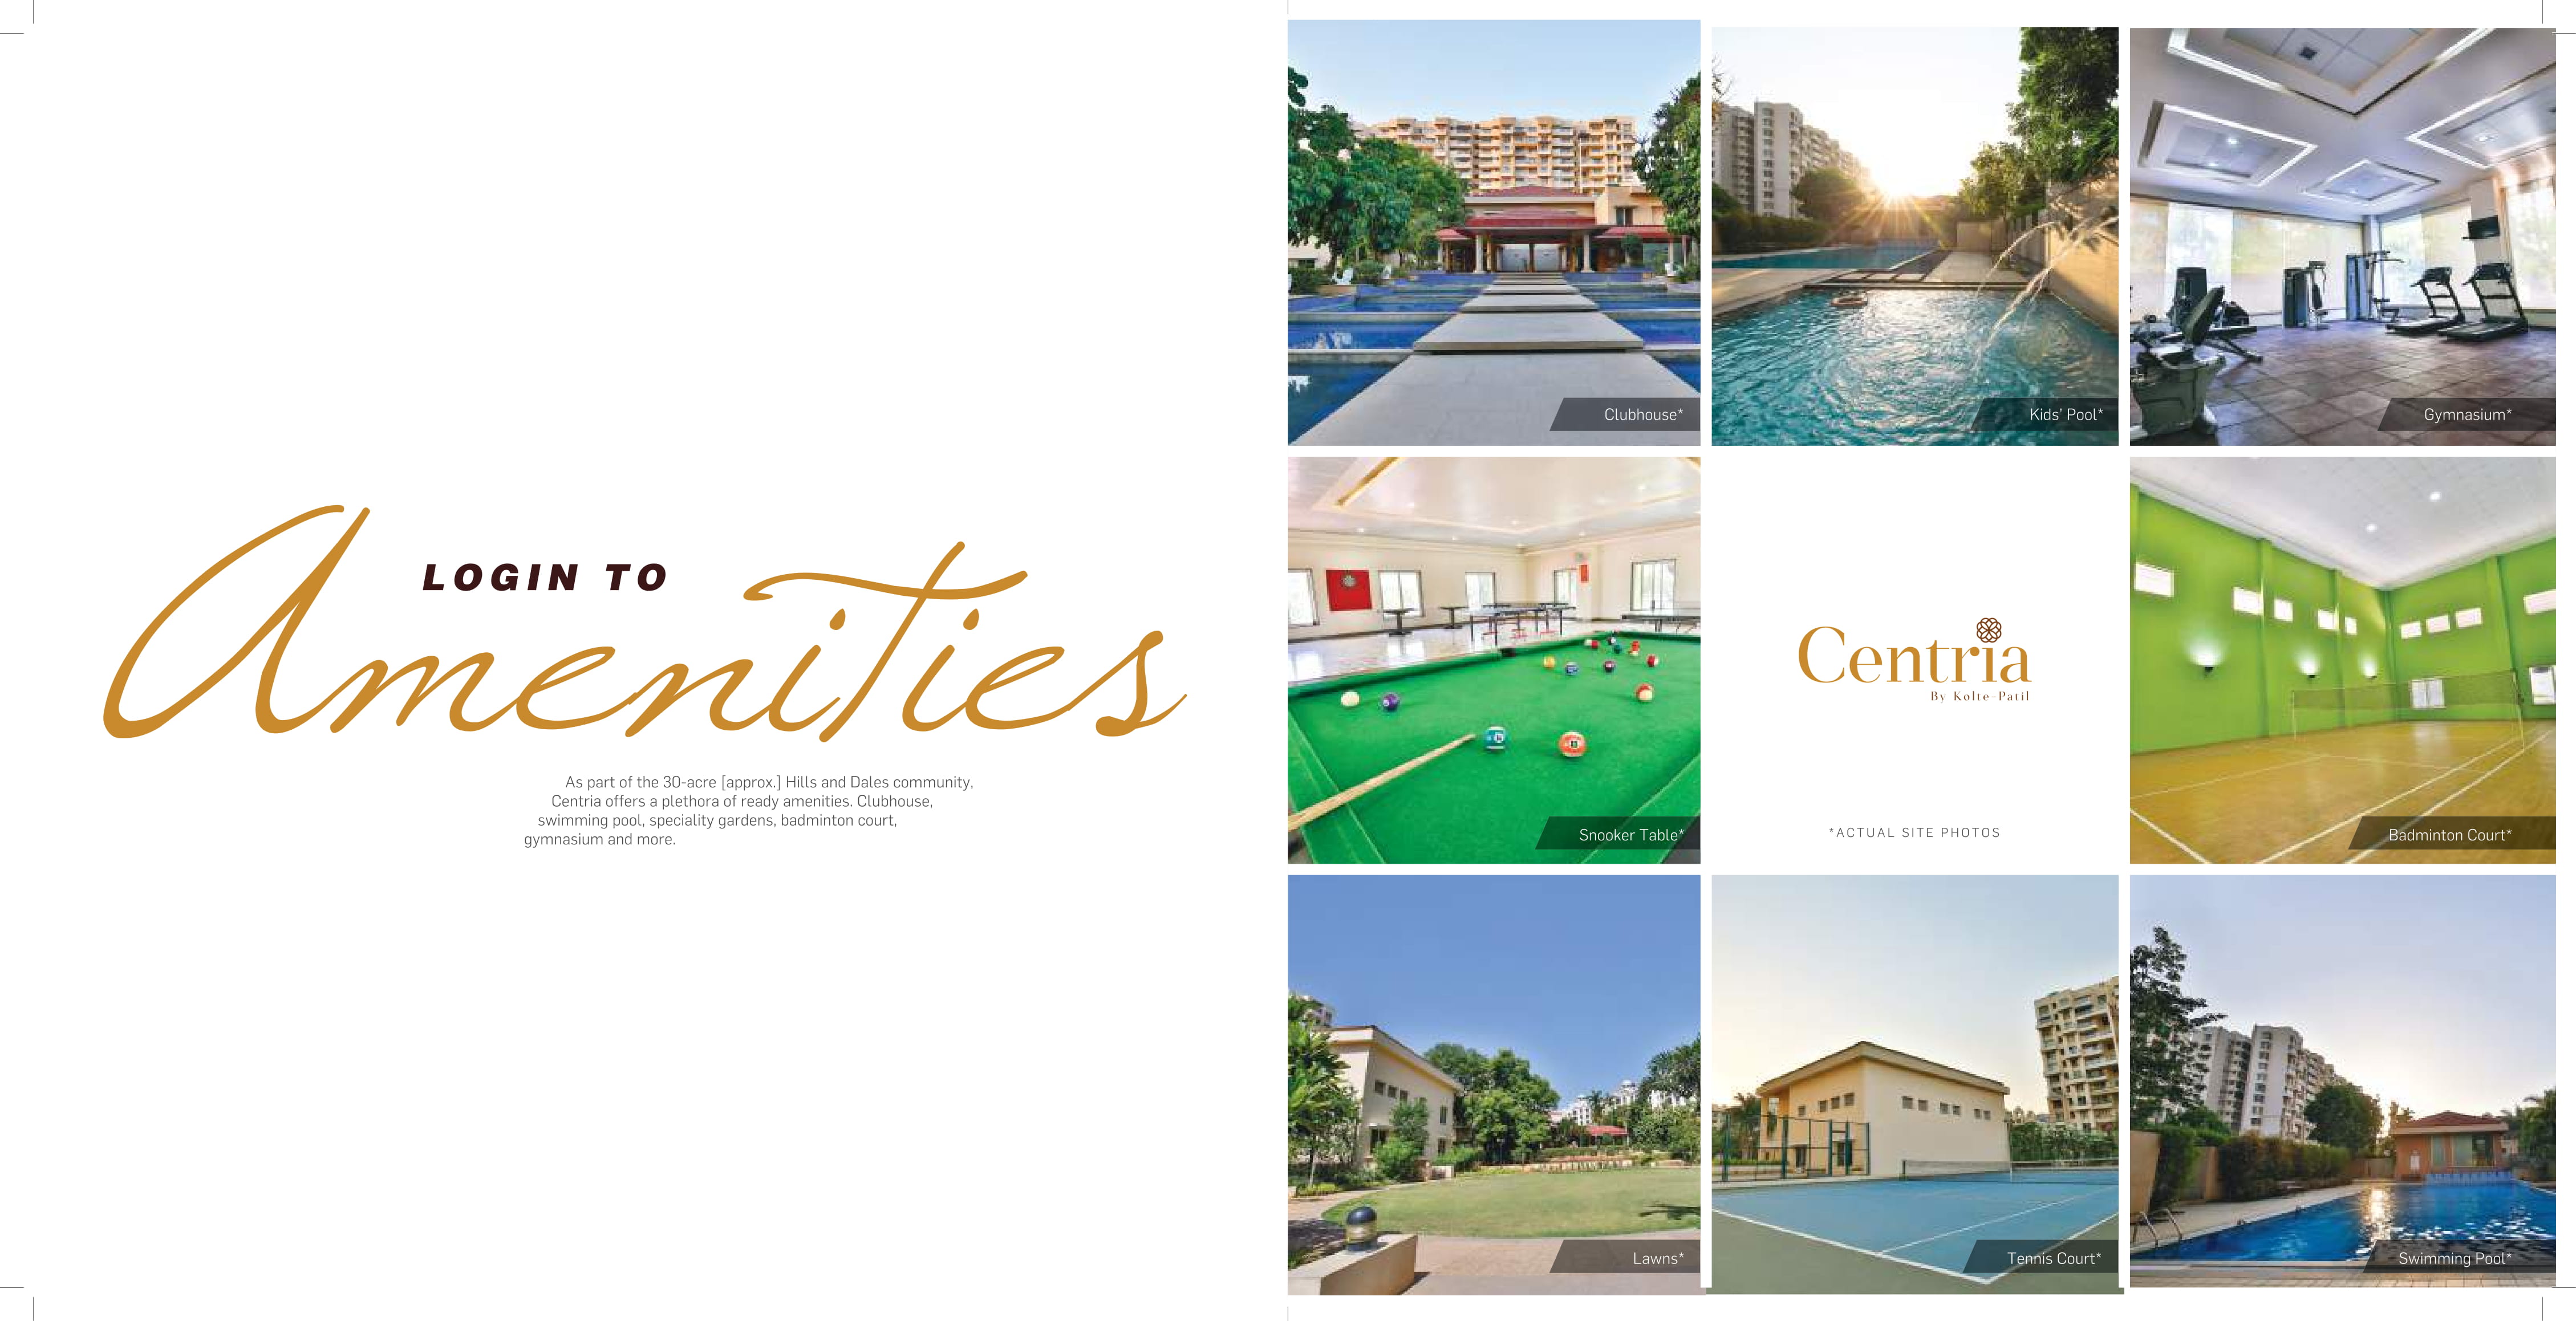 LOGIN TO
Amenities
As part of the 30-acre [approx.] Hills and Dales community,
Centria offers a plethora of ready amenities. Clubhouse,
swimming pool, speciality gardens, badminton court,
gymnasium and more.
Clubhouse*
Kids' Pool*
Gymnasium*
Snooker Table*
Centria
By Kolte-Patil
*ACTUAL SITE PHOTOS
Badminton Court*
Lawns*
Tennis Court*
Swimming Pool*